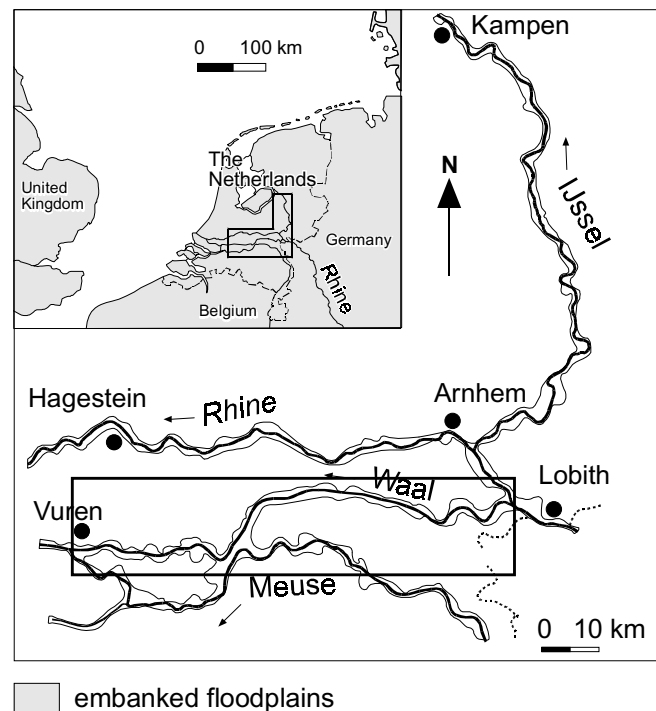 0 100 km
Kampen
The
Netherlands
United
Kingdom
N
IJssel
Germany
Rhine
Belgium
Hagestein
Rhine
Arnhem
Waal
Lobith
Vuren
Meuse
0 10 km
embanked floodplains